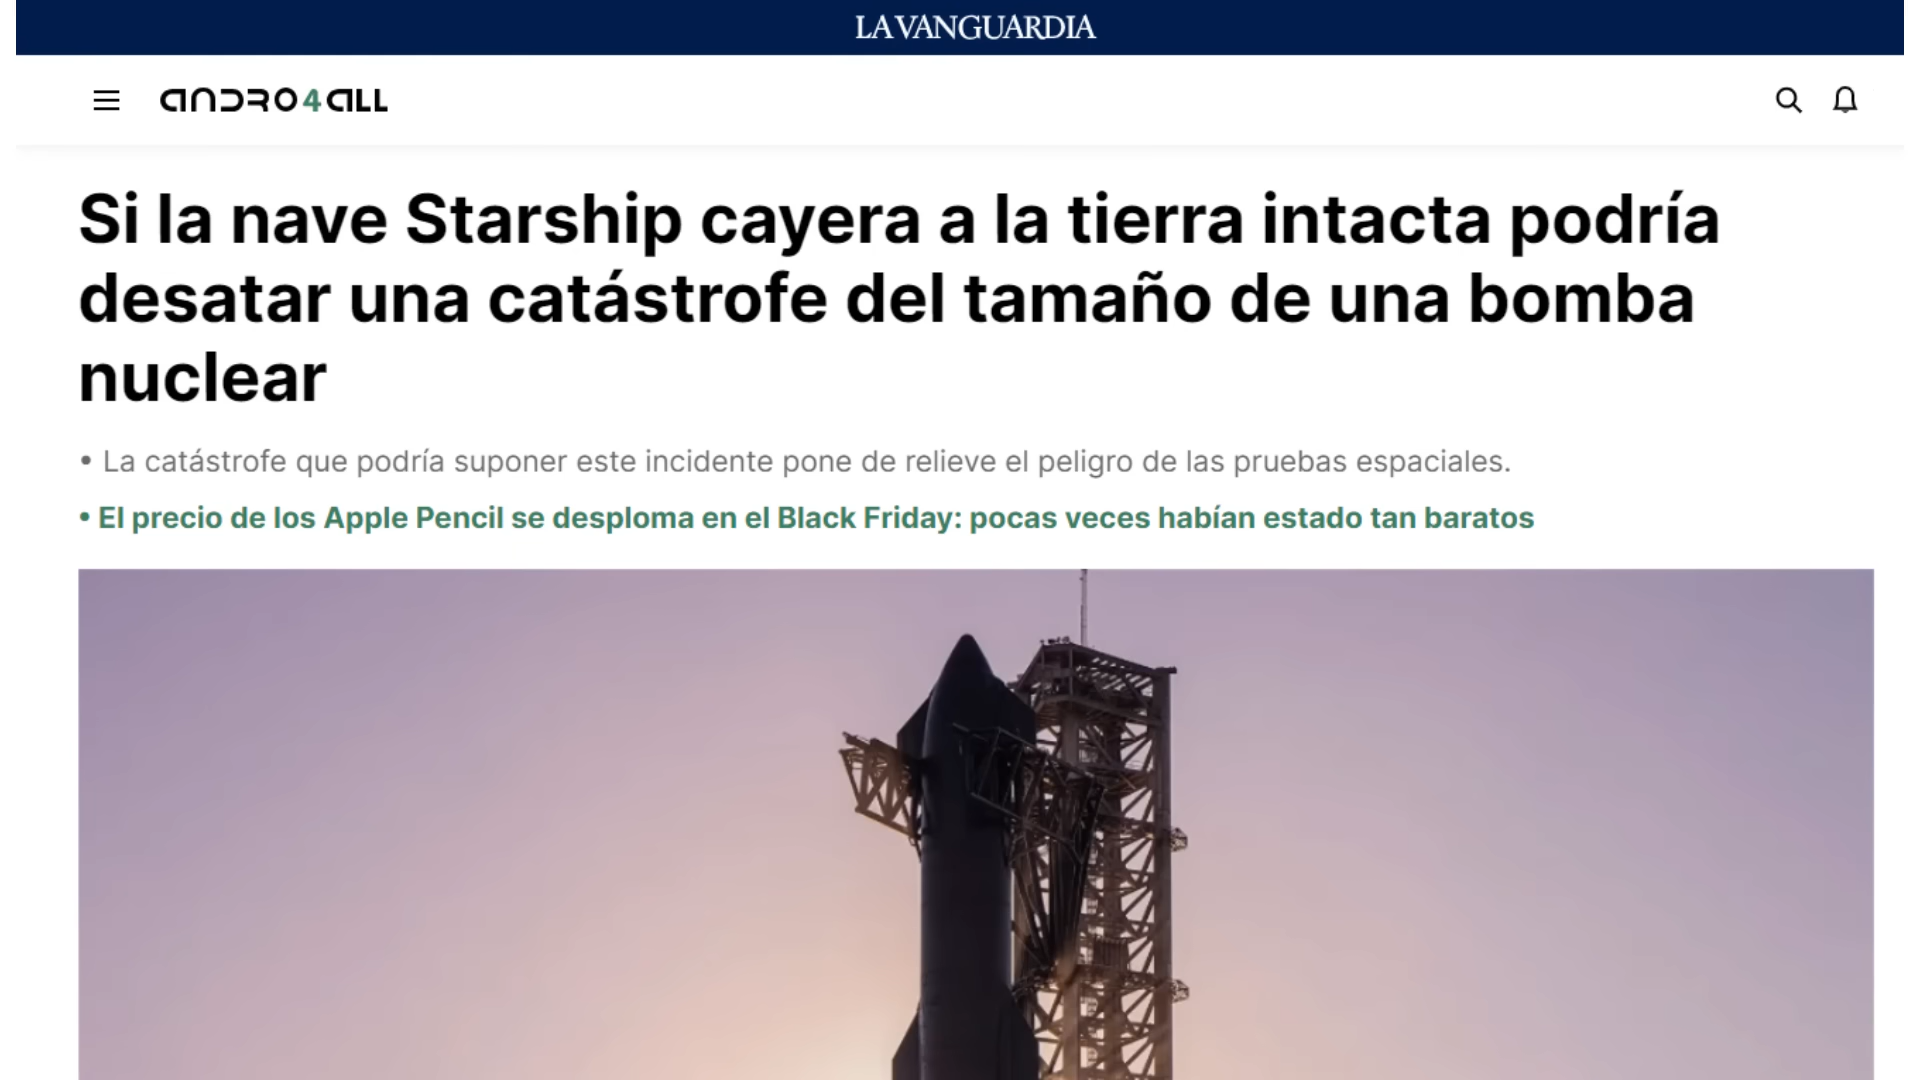 LA VANGUARDIA
ANDRO4ALL
Si la nave Starship cayera a la tierra intacta podría
desatar una catástrofe del tamaño de una bomba
nuclear
• La catástrofe que podría suponer este incidente pone de relieve el peligro de las pruebas espaciales.
• El precio de los Apple Pencil se desploma en el Black Friday: pocas veces habían estado tan baratos